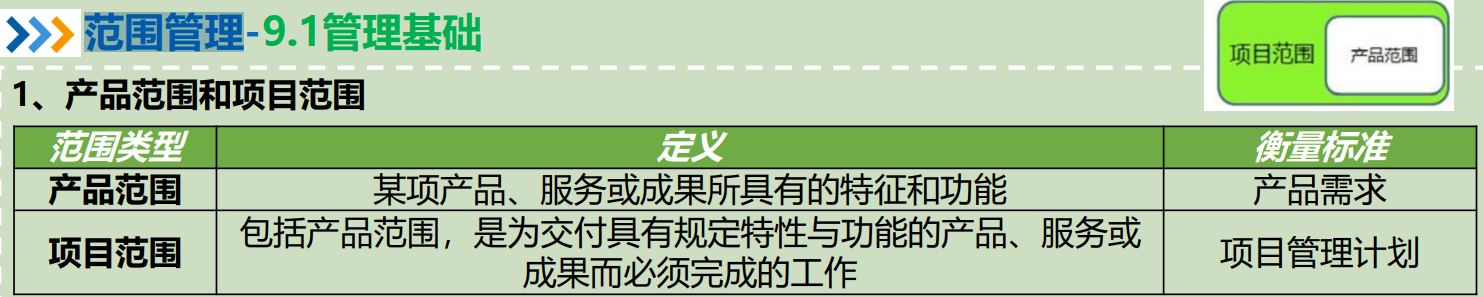 范围管理-9.1管理基础
项目范围
产品范围
1、产品范围和项目范围
范围类型 定义 衡量标准
产品范围 某项产品、服务或成果所具有的特征和功能 产品需求
项目范围 包括产品范围，是为交付具有规定特性与功能的产品、服务或
成果而必须完成的工作 项目管理计划